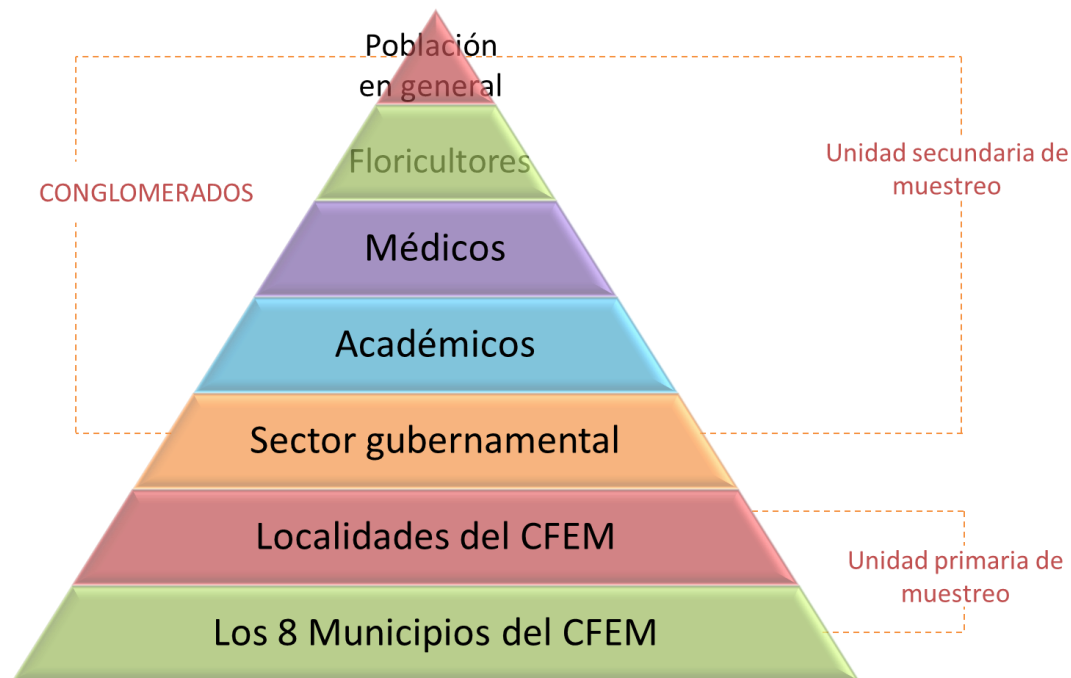 Población
en general
Floricultores
Unidad secundaria de
muestreo
CONGLOMERADOS
Médicos
Académicos
Sector gubernamental
Localidades del CFEM
Unidad primaria de
muestreo
Los 8 Municipios del CFEM